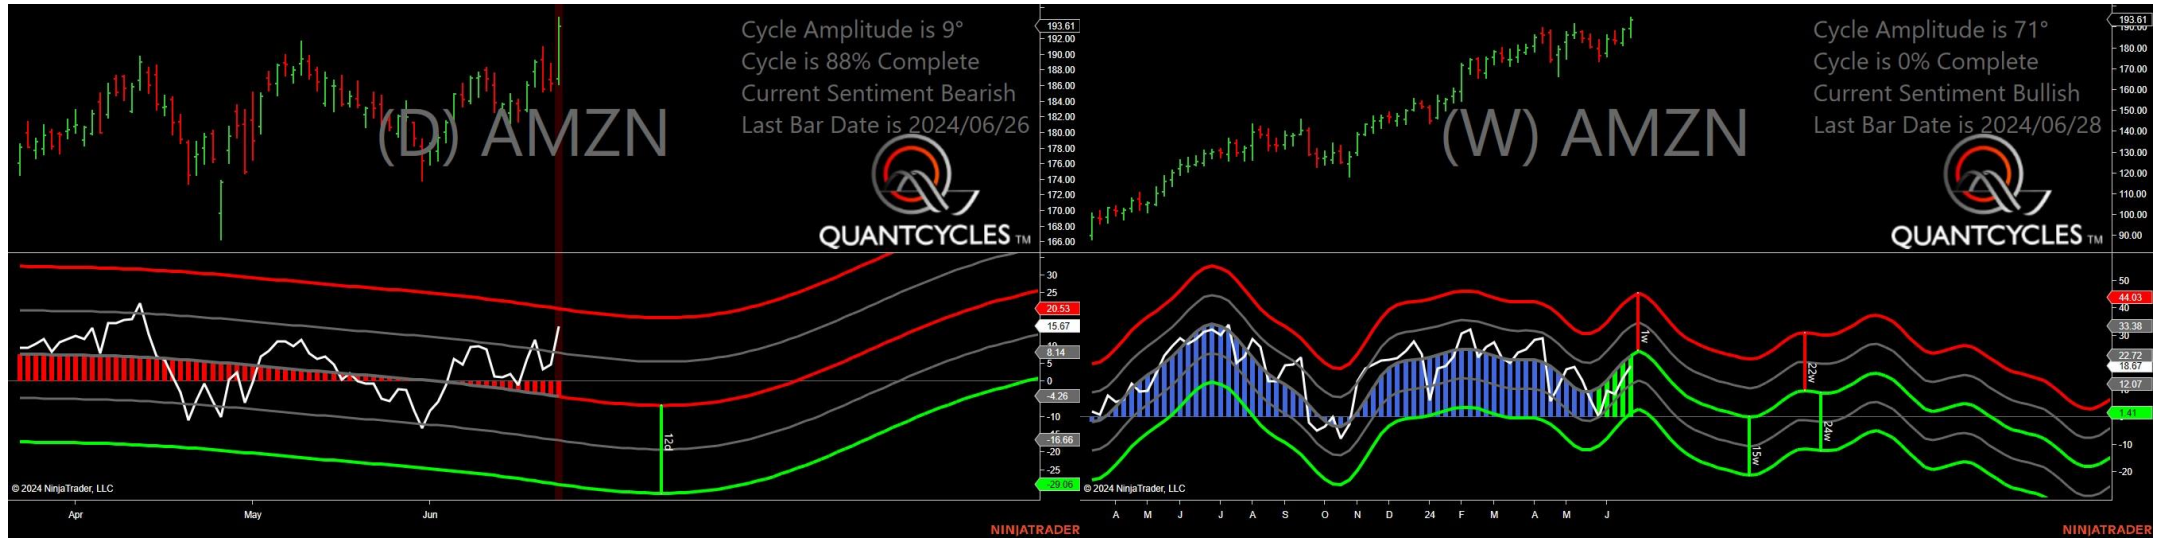 Cycle Amplitude is 9°
Cycle is 88% Complete
Current Sentiment Bearish
Last Bar Date is 2024/06/26
(D) AMZN
QUANTCYCLES TM
193.61
192.00
190.00
188.00
186.00
184.00
182.00
180.00
178.00
176.00
174.00
172.00
170.00
168.00
166.00
30
25
20.53
15.67
8.14
5
0
-4.26
-10
-16.66
-20
-25
-29.06
12d
© 2024 NinjaTrader, LLC
Apr May Jun
NINJATRADER
Cycle Amplitude is 71°
Cycle is 0% Complete
Current Sentiment Bullish
Last Bar Date is 2024/06/28
(W) AMZN
QUANTCYCLES TM
193.61
180.00
170.00
160.00
150.00
140.00
130.00
120.00
110.00
100.00
90.00
50
44.03
40
33.38
30
22.72
18.67
12.07
1.41
-10
-20
1w
22w
15w
24w
© 2024 NinjaTrader, LLC
A M J J A S O N D 24 F M A M J
NINJATRADER